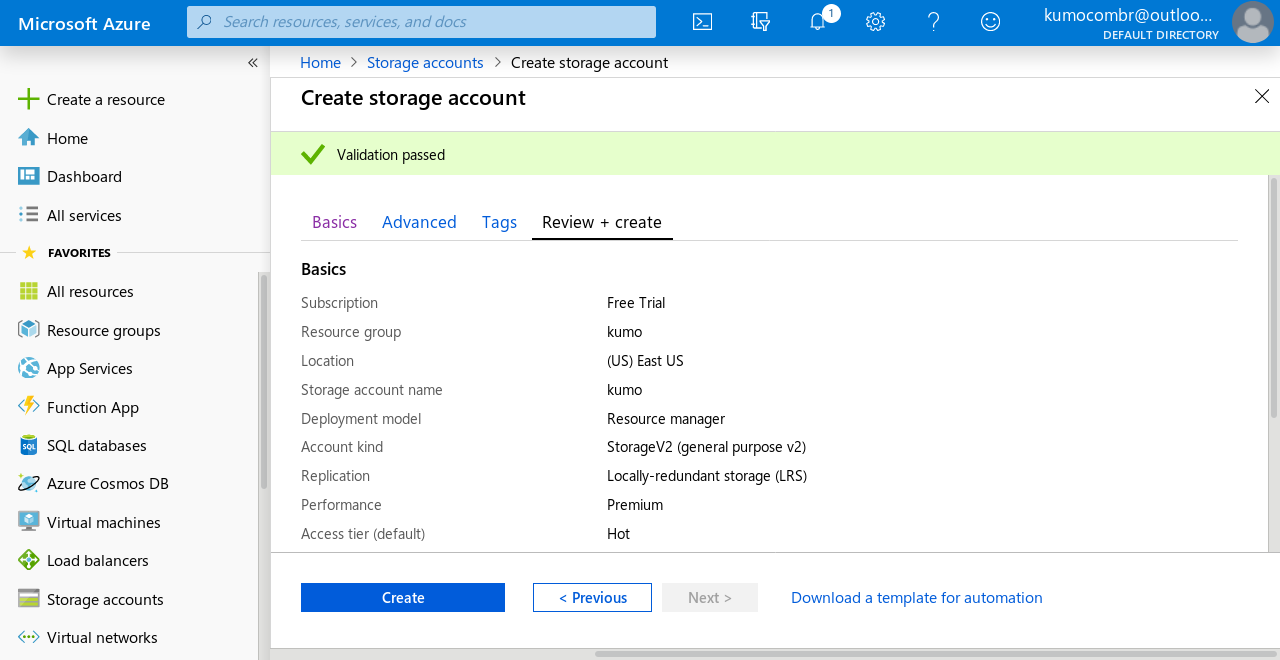 Microsoft Azure
Search resources, services, and docs
1
kumocombr@outloo...
DEFAULT DIRECTORY
«
Home > Storage accounts > Create storage account
Create a resource
Home
Dashboard
All services
FAVORITES
All resources
Resource groups
App Services
Function App
SQL databases
Azure Cosmos DB
Virtual machines
Load balancers
Storage accounts
Virtual networks
Create storage account
Validation passed
Basics Advanced Tags Review + create
Basics
Subscription Free Trial
Resource group kumo
Location (US) East US
Storage account name kumo
Deployment model Resource manager
Account kind StorageV2 (general purpose v2)
Replication Locally-redundant storage (LRS)
Performance Premium
Access tier (default) Hot
Create < Previous Next > Download a template for automation